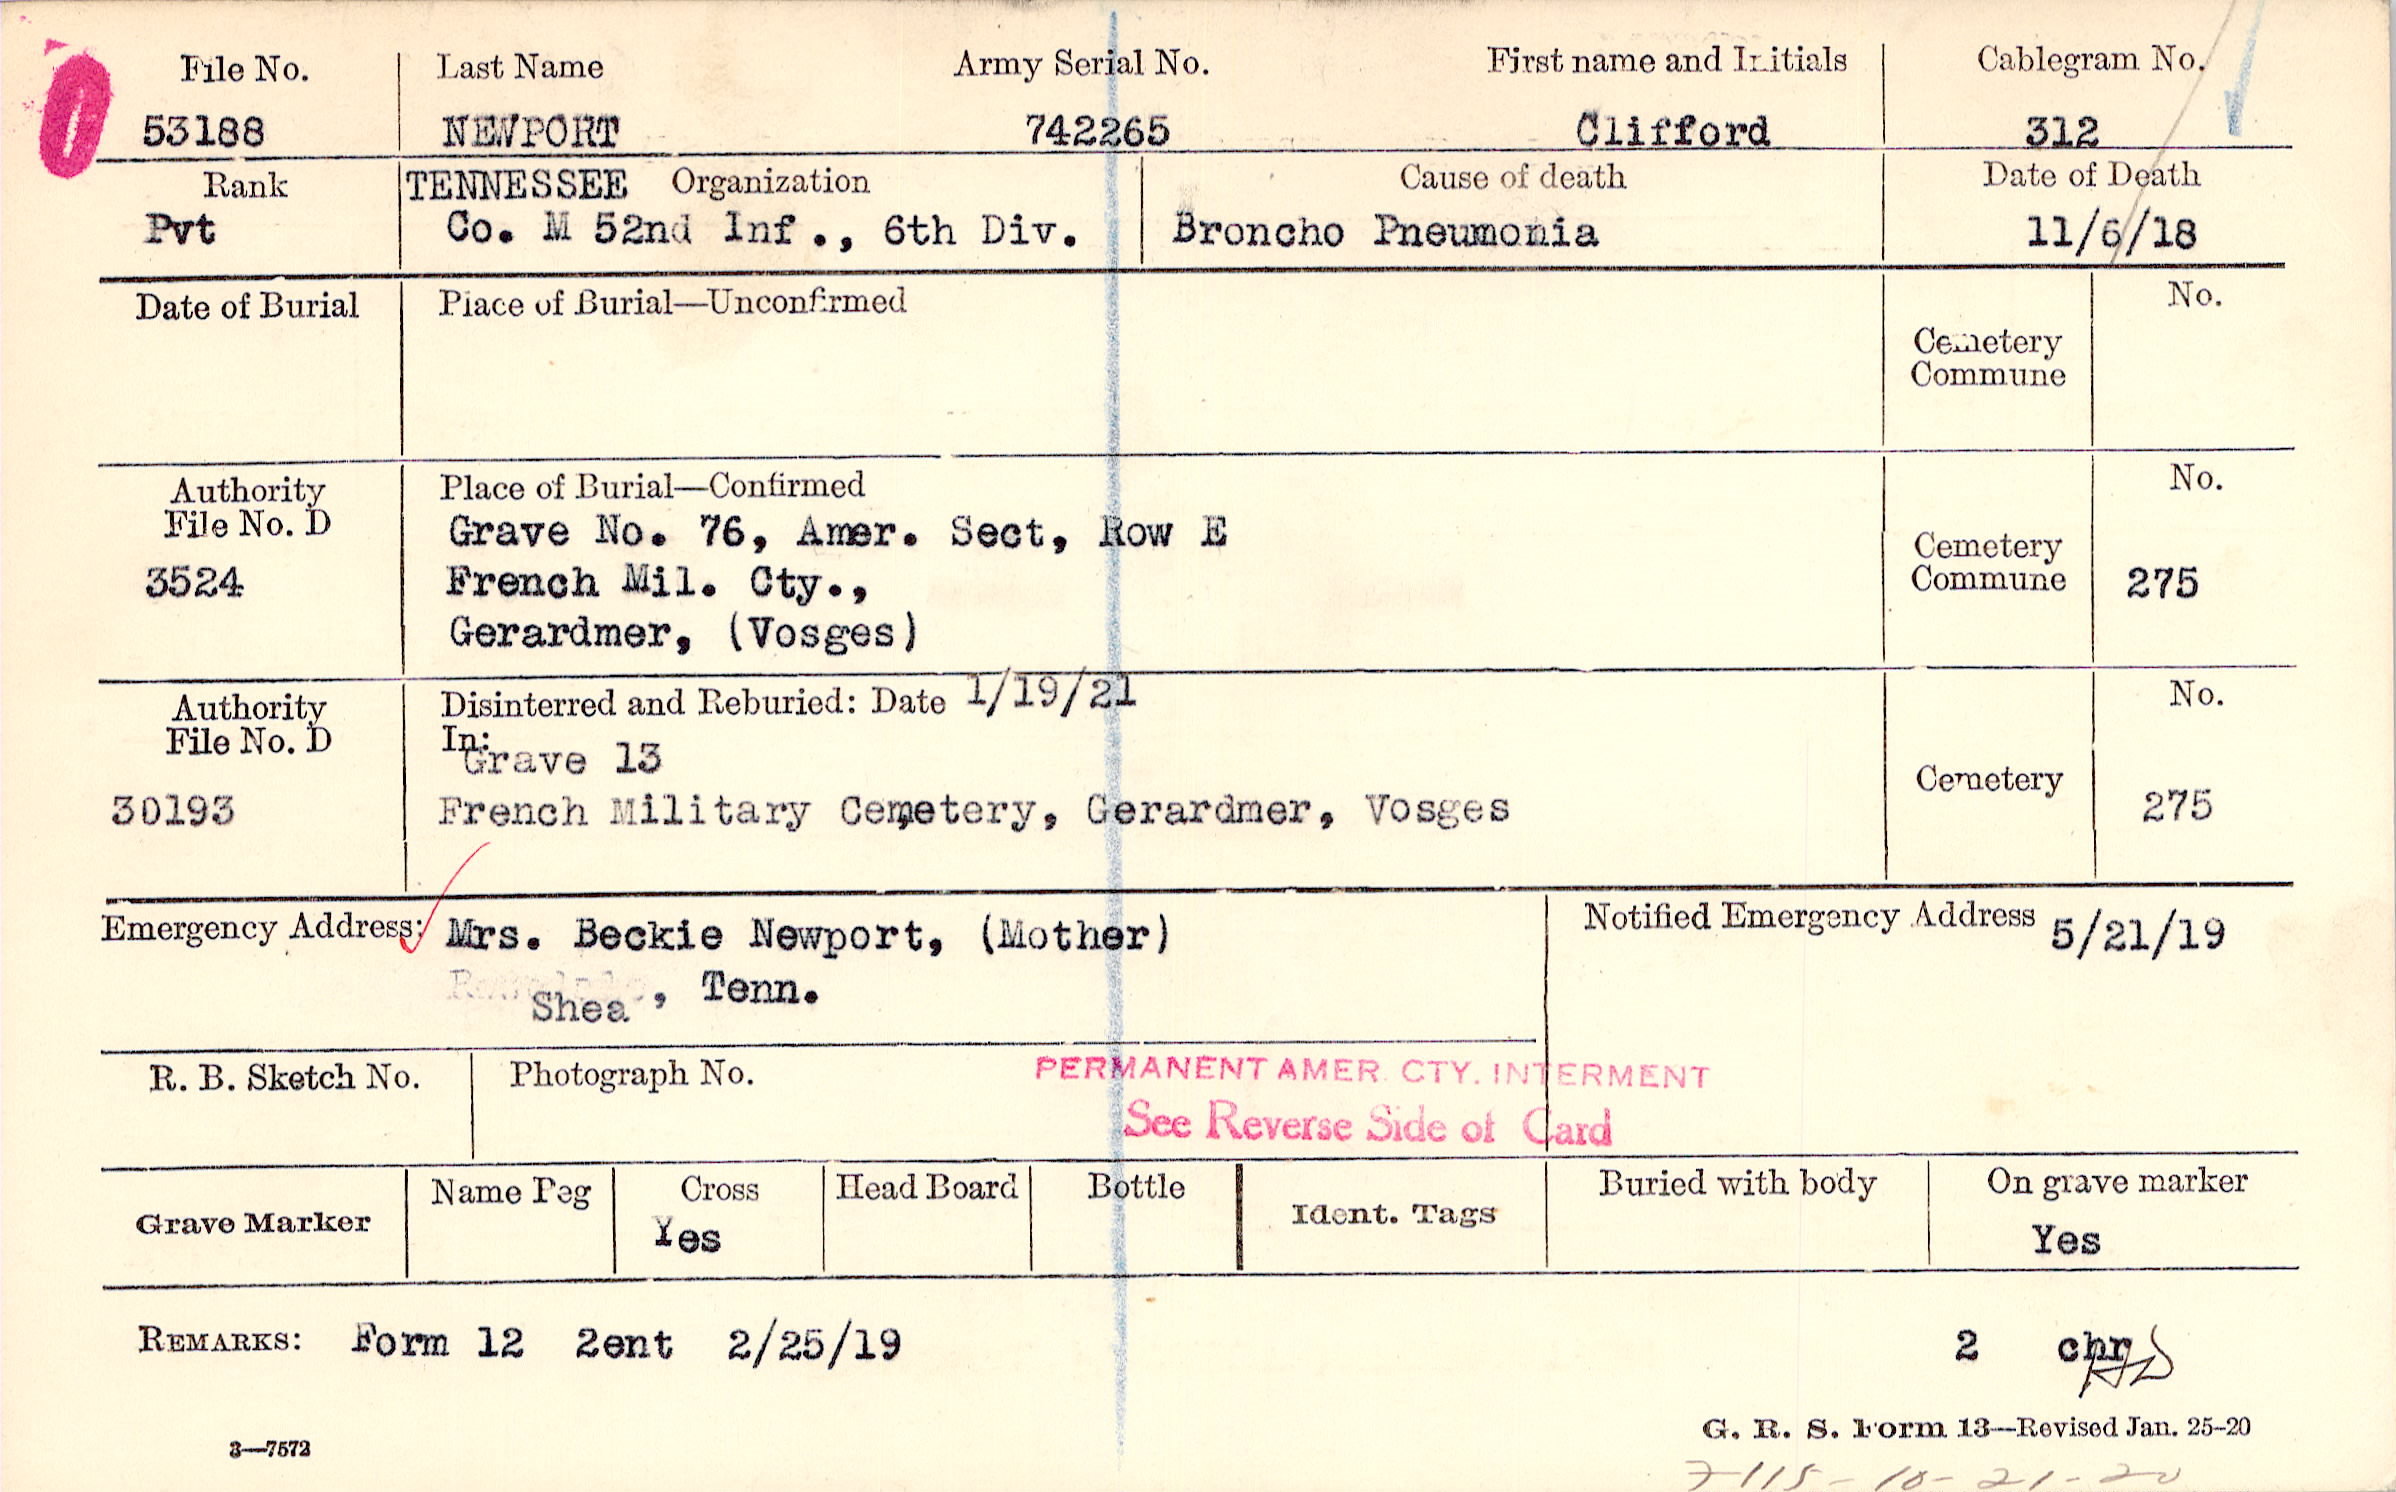 File No. Last Name Army Serial No. First name and Initials Cablegram No.
53188 NEWPORT 742265 Clifford 312
Rank TENNESSEE Organization Cause of death Date of Death
Pvt Co. M 52nd Inf., 6th Div. Broncho Pneumonia 11/6/18
Date of Burial Place of Burial—Unconfirmed No.
Cemetery
Commune
Authority Place of Burial—Confirmed No.
File No. D Grave No. 76, Amer. Sect, Row E
Cemetery
3524 French Mil. Cty., Commune 275
Gerardmer, (Vosges)
Authority Disinterred and Reburied: Date 1/19/21 No.
File No. D In:
Grave 13
Cemetery
30193 French Military Cemetery, Gerardmer, Vosges 275
Emergency Address: Mrs. Beckie Newport, (Mother) Notified Emergency Address 5/21/19
Shea , Tenn.
R. B. Sketch No. Photograph No.
PERMANENT AMER. CTY. INTERMENT
See Reverse Side of Card
Grave Marker Name Peg Cross Head Board Bottle Ident. Tags Buried with body On grave marker
Yes Yes
REMARKS: Form 12 2ent 2/25/19 2 chr
G. R. S. Form 13—Revised Jan. 25-20
3—7572
7115-10-21-20